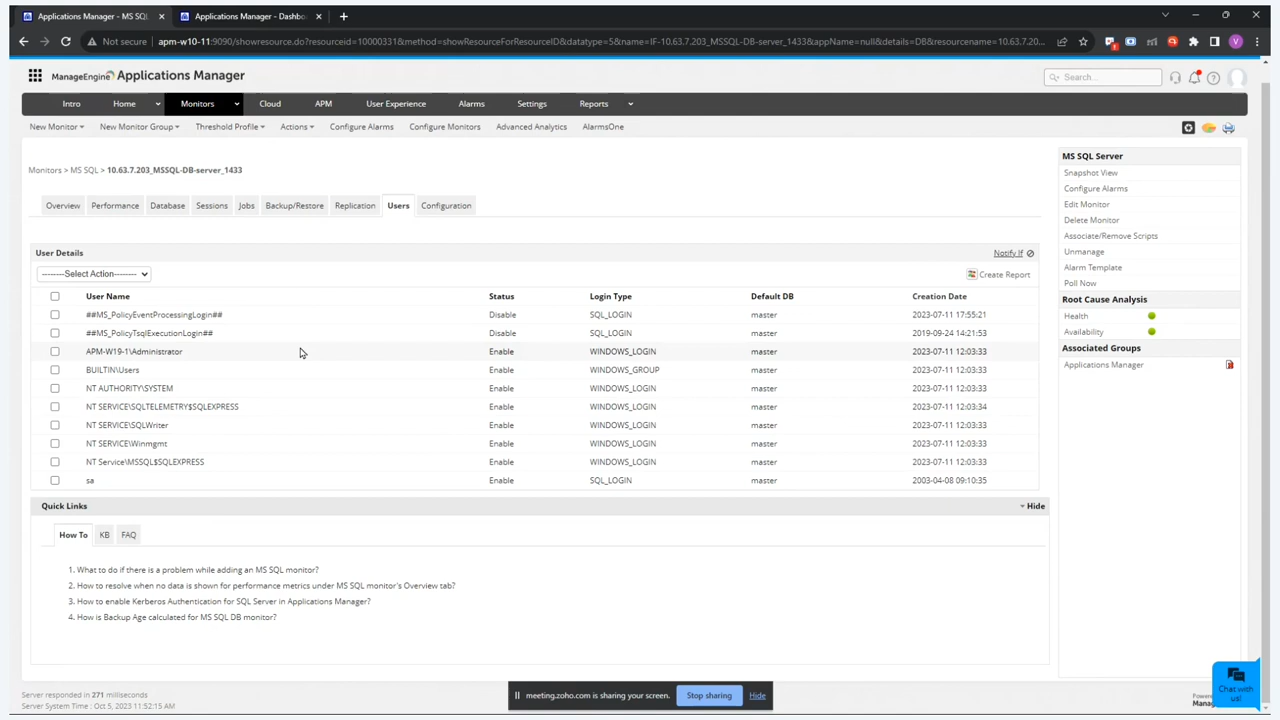 Applications Manager - MS SQL
Applications Manager - Dashbo
Not secure apm-w10-11:9090/showresource.do?resourceid=10000331&method=showResourceForResourceID&datatype=5&name=IF-10.63.7.203_MSSQL-DB-server_1433&appName=null&details=DB&resourcename=10.63.7.20...
V
ManageEngine Applications Manager
Search...
Intro Home Monitors Cloud APM User Experience Alarms Settings Reports
New Monitor New Monitor Group Threshold Profile Actions Configure Alarms Configure Monitors Advanced Analytics AlarmsOne
Monitors > MS SQL > 10.63.7.203_MSSQL-DB-server_1433
Overview Performance Database Sessions Jobs Backup/Restore Replication Users Configuration
User Details Notify If
--------Select Action-------- Create Report
User Name Status Login Type Default DB Creation Date
##MS_PolicyEventProcessingLogin## Disable SQL_LOGIN master 2023-07-11 17:55:21
##MS_PolicyTsqlExecutionLogin## Disable SQL_LOGIN master 2019-09-24 14:21:53
APM-W19-1\Administrator Enable WINDOWS_LOGIN master 2023-07-11 12:03:33
BUILTIN\Users Enable WINDOWS_GROUP master 2023-07-11 12:03:33
NT AUTHORITY\SYSTEM Enable WINDOWS_LOGIN master 2023-07-11 12:03:33
NT SERVICE\SQLTELEMETRY$SQLEXPRESS Enable WINDOWS_LOGIN master 2023-07-11 12:03:34
NT SERVICE\SQLWriter Enable WINDOWS_LOGIN master 2023-07-11 12:03:33
NT SERVICE\Winmgmt Enable WINDOWS_LOGIN master 2023-07-11 12:03:33
NT Service\MSSQL$SQLEXPRESS Enable WINDOWS_LOGIN master 2023-07-11 12:03:33
sa Enable SQL_LOGIN master 2003-04-08 09:10:35
Quick Links Hide
How To KB FAQ
1. What to do if there is a problem while adding an MS SQL monitor?
2. How to resolve when no data is shown for performance metrics under MS SQL monitor's Overview tab?
3. How to enable Kerberos Authentication for SQL Server in Applications Manager?
4. How is Backup Age calculated for MS SQL DB monitor?
MS SQL Server
Snapshot View
Configure Alarms
Edit Monitor
Delete Monitor
Associate/Remove Scripts
Unmanage
Alarm Template
Poll Now
Root Cause Analysis
Health
Availability
Associated Groups
Applications Manager
Server responded in 271 milliseconds
Server System Time : Oct 5, 2023 11:52:15 AM
meeting.zoho.com is sharing your screen. Stop sharing Hide
Chat with
us!